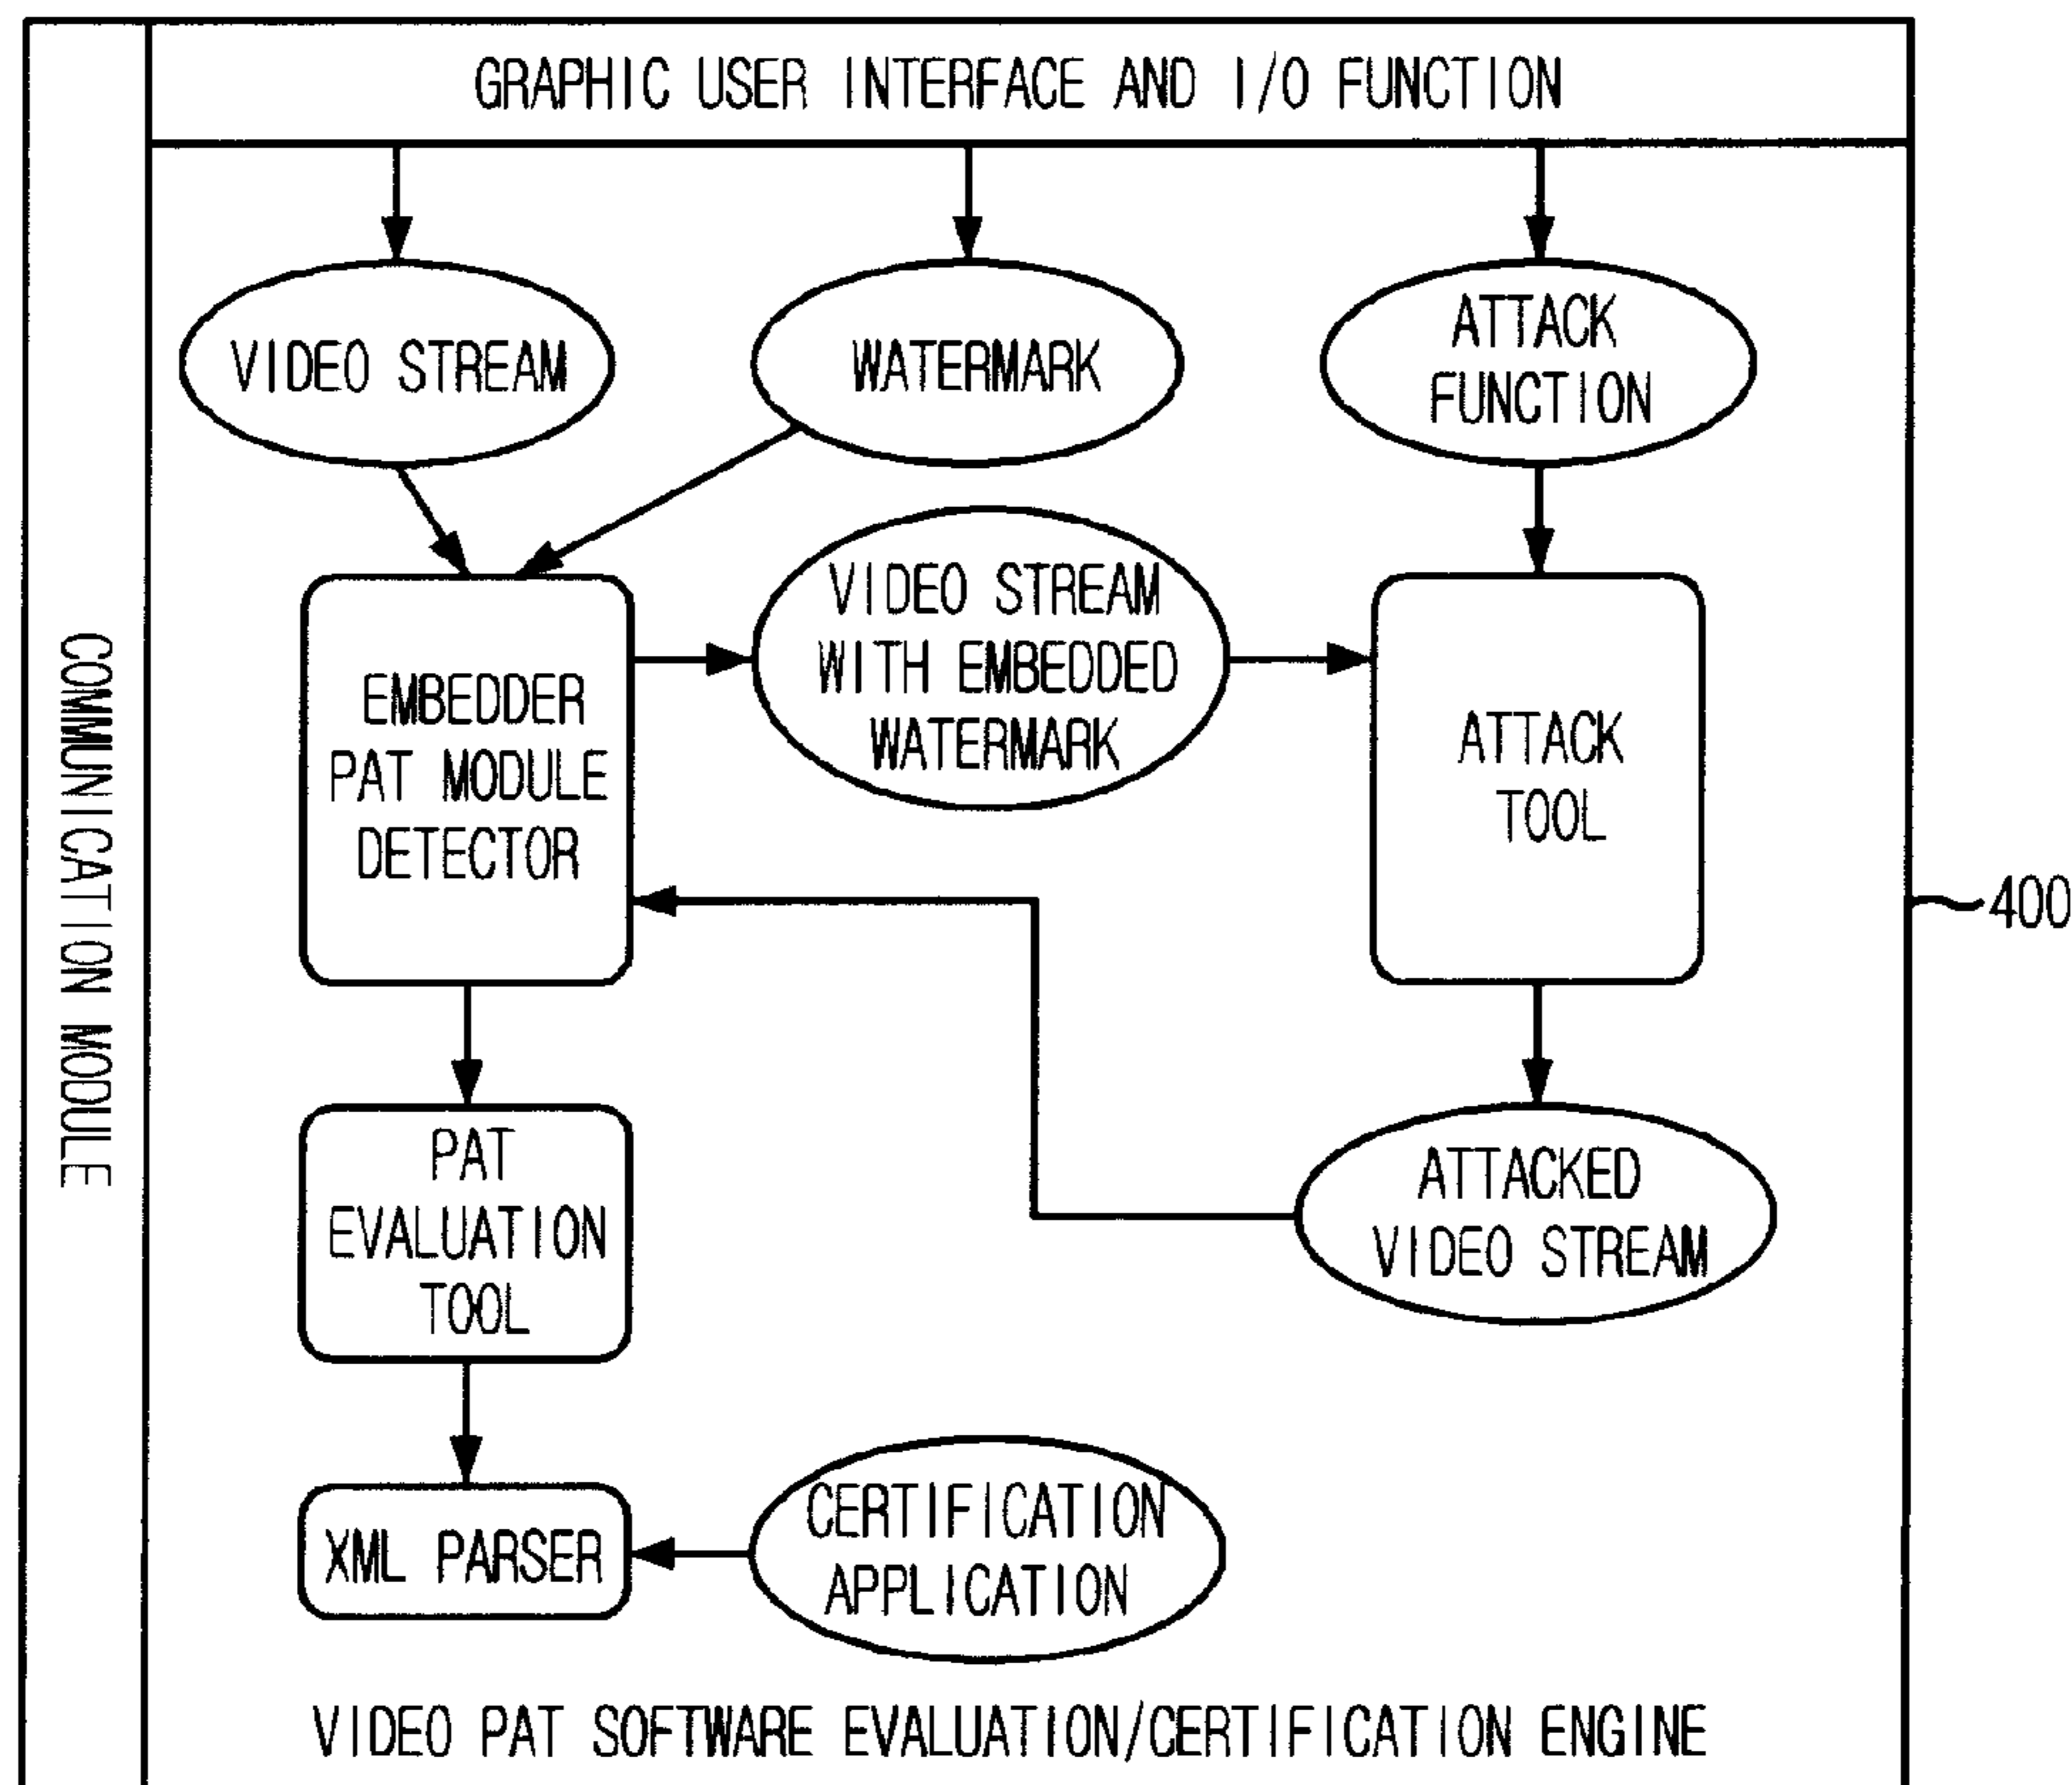 GRAPHIC USER INTERFACE AND I/O FUNCTION
VIDEO STREAM
WATERMARK
ATTACK
FUNCTION
VIDEO STREAM
WITH EMBEDDED
WATERMARK
EMBEDDER
PAT MODULE
DETECTOR
ATTACK
TOOL
COMMUNICATION MODULE
400
PAT
EVALUATION
TOOL
ATTACKED
VIDEO STREAM
XML PARSER
CERTIFICATION
APPLICATION
VIDEO PAT SOFTWARE EVALUATION/CERTIFICATION ENGINE